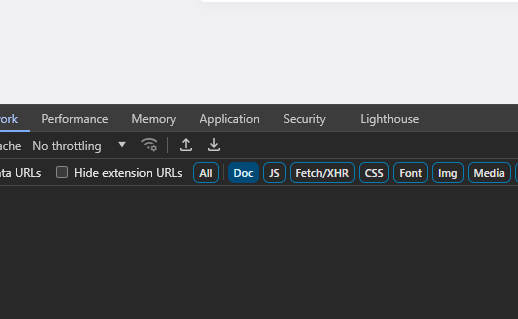 ork Performance Memory Application Security Lighthouse
ache No throttling
ta URLs Hide extension URLs All Doc JS Fetch/XHR CSS Font Img Media